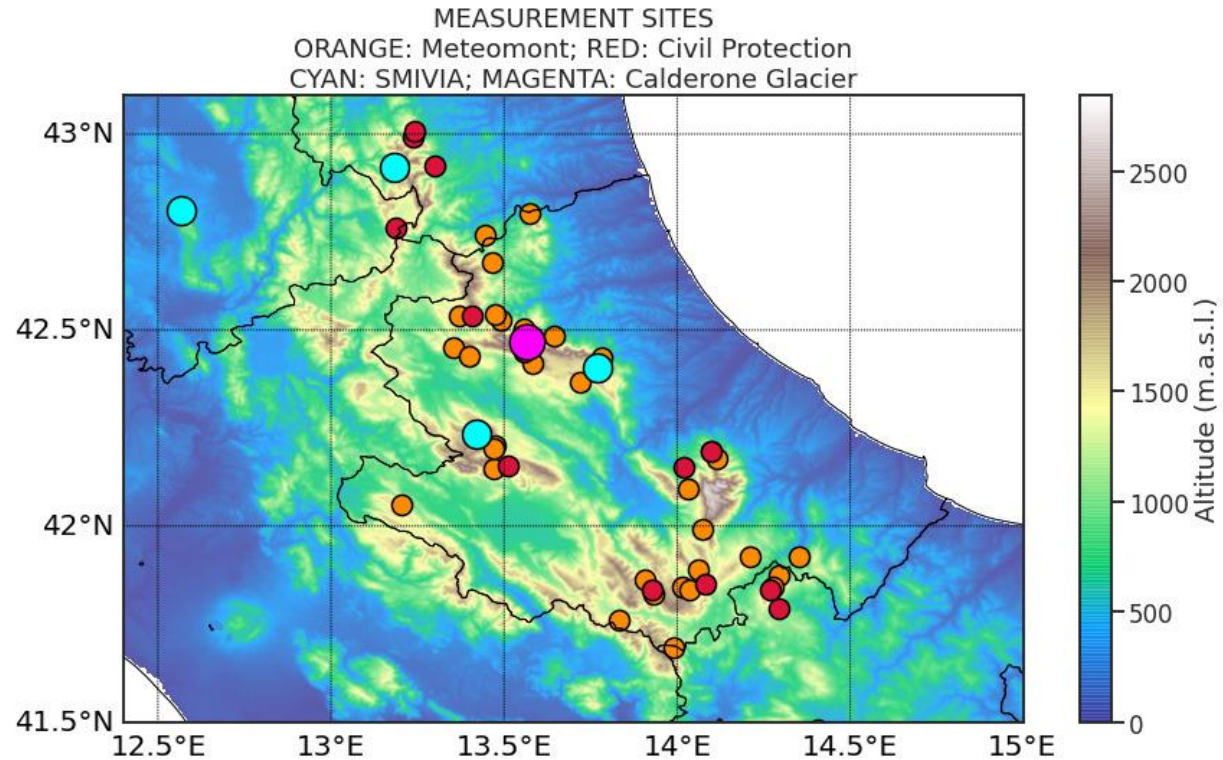 MEASUREMENT SITES
ORANGE: Meteomont; RED: Civil Protection
CYAN: SMIVIA; MAGENTA: Calderone Glacier
43°N
42.5°N
42°N
41.5°N
12.5°E
13°E
13.5°E
14°E
14.5°E
15°E
2500
2000
1500
1000
500
0
Altitude (m.a.s.l.)